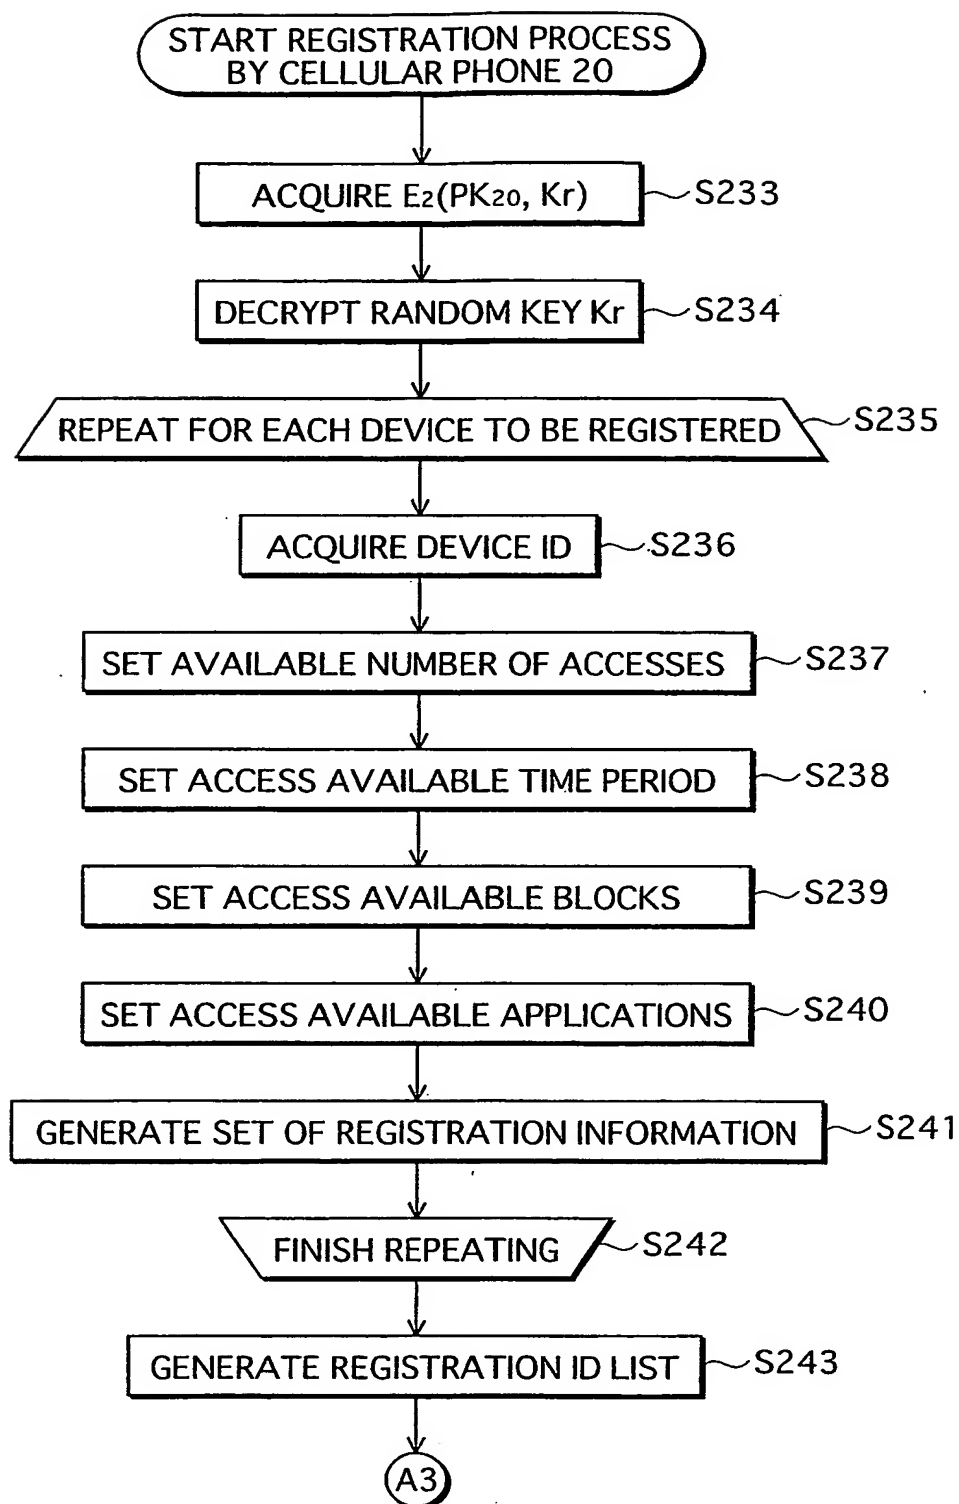 START REGISTRATION PROCESS
BY CELLULAR PHONE 20
ACQUIRE E2(PK20, Kr)
S233
DECRYPT RANDOM KEY Kr
S234
REPEAT FOR EACH DEVICE TO BE REGISTERED
S235
ACQUIRE DEVICE ID
S236
SET AVAILABLE NUMBER OF ACCESSES
S237
SET ACCESS AVAILABLE TIME PERIOD
S238
SET ACCESS AVAILABLE BLOCKS
S239
SET ACCESS AVAILABLE APPLICATIONS
S240
GENERATE SET OF REGISTRATION INFORMATION
S241
FINISH REPEATING
S242
GENERATE REGISTRATION ID LIST
S243
A3